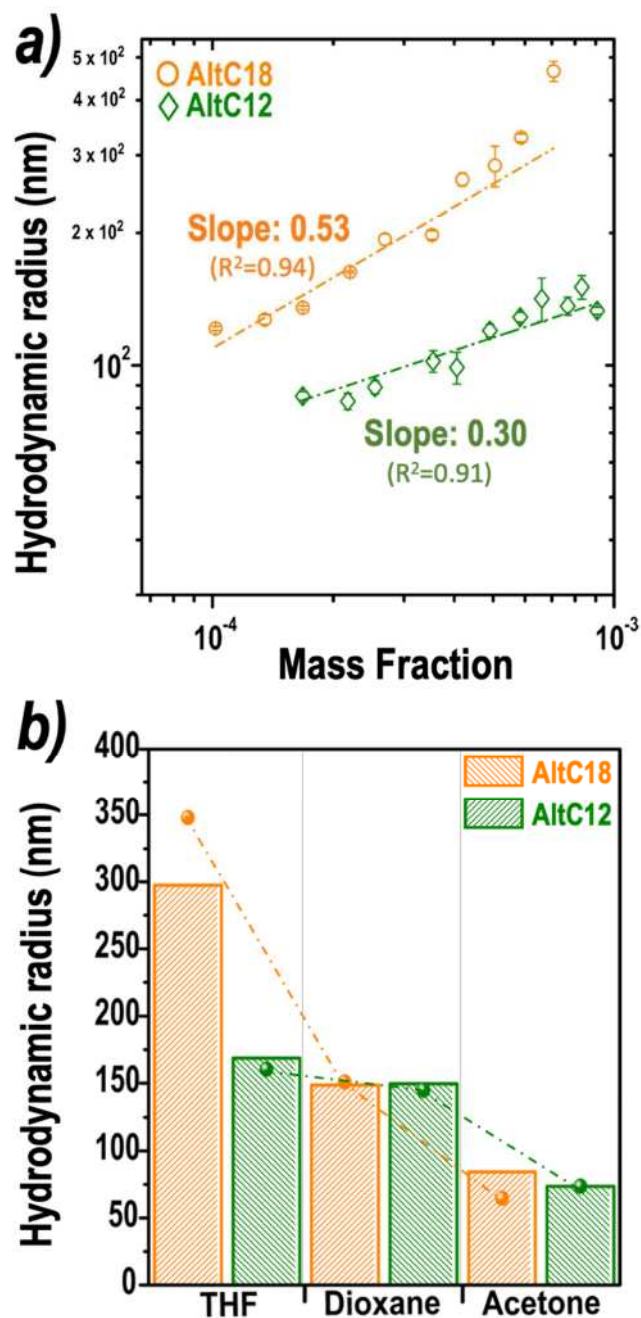 a)
AltC18
AltC12
Hydrodynamic radius (nm)
5 x 10²
4 x 10²
3 x 10²
2 x 10²
10²
Slope: 0.53
(R²=0.94)
Slope: 0.30
(R²=0.91)
10⁻⁴
10⁻³
Mass Fraction
b)
AltC18
AltC12
Hydrodynamic radius (nm)
400
350
300
250
200
150
100
50
0
THF
Dioxane
Acetone